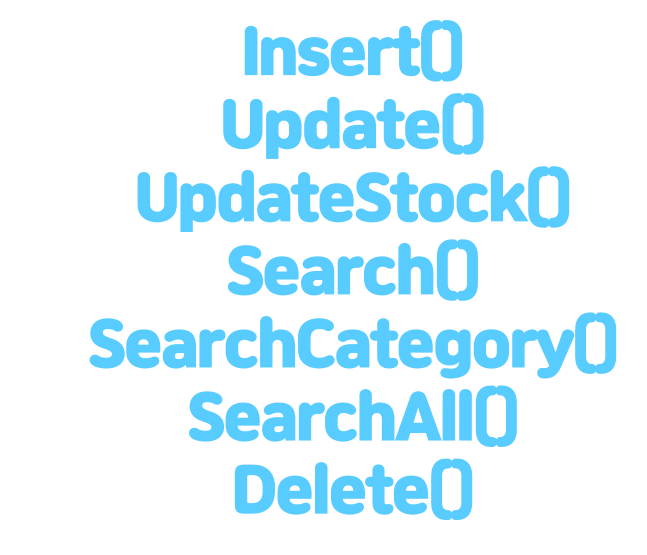 Insert()
Update()
UpdateStock()
Search()
SearchCategory()
SearchAll()
Delete()